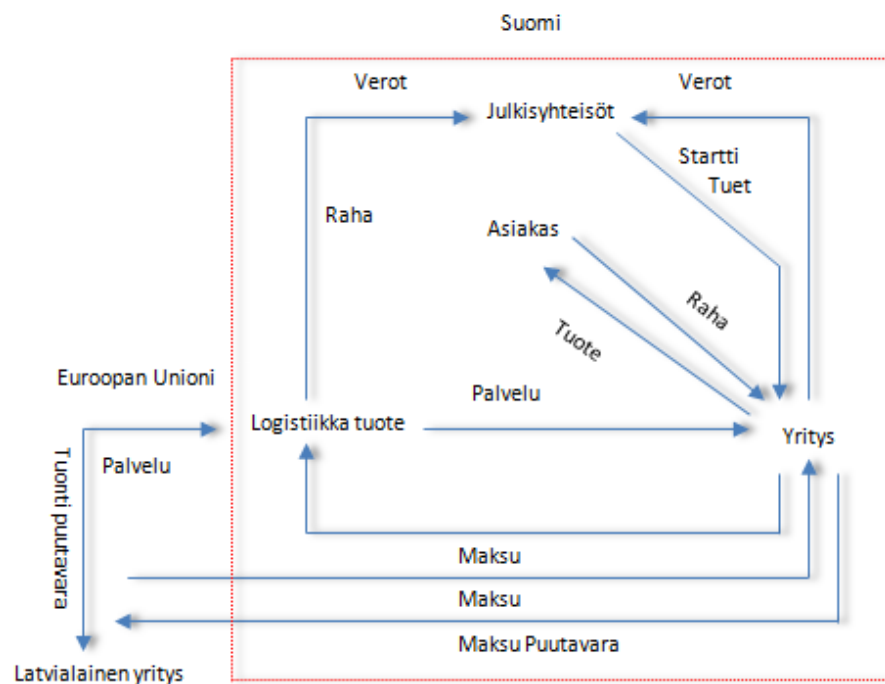 Suomi
Verot
Verot
Julkisyhteisöt
Startti
Tuet
Raha
Asiakas
Raha
Tuote
Euroopan Unioni
Palvelu
Logistiikka tuote
Yritys
Palvelu
Tuonti puutavara
Maksu
Maksu
Maksu Puutavara
Latvialainen yritys